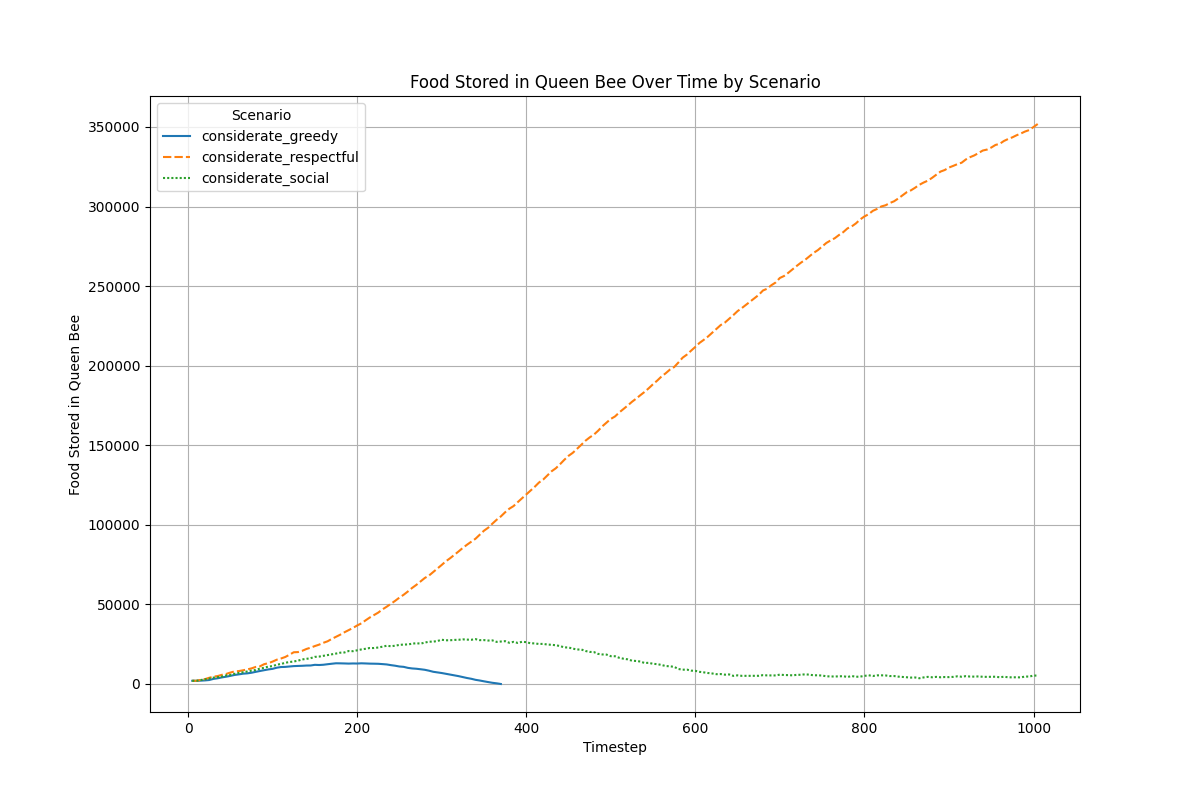 Food Stored in Queen Bee Over Time by Scenario
Scenario
considerate_greedy
considerate_respectful
considerate_social
350000
300000
250000
200000
150000
100000
50000
0
Food Stored in Queen Bee
0 200 400 600 800 1000
Timestep